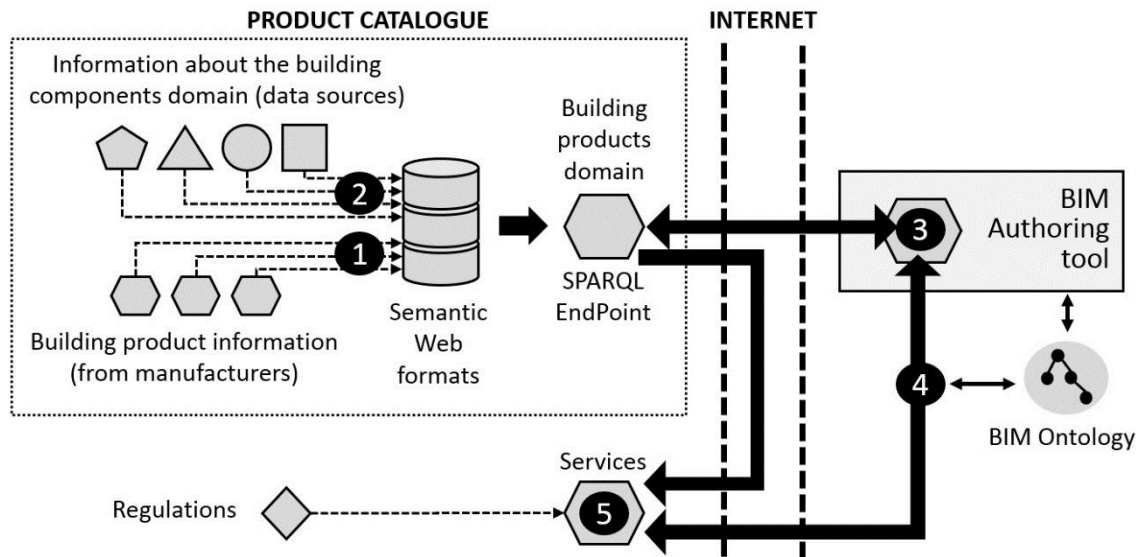 PRODUCT CATALOGUE
INTERNET
Information about the building
components domain (data sources)
2
1
Building product information
(from manufacturers)
Semantic
Web
formats
Building
products
domain
SPARQL
EndPoint
BIM
Authoring
tool
3
4
BIM Ontology
Services
5
Regulations